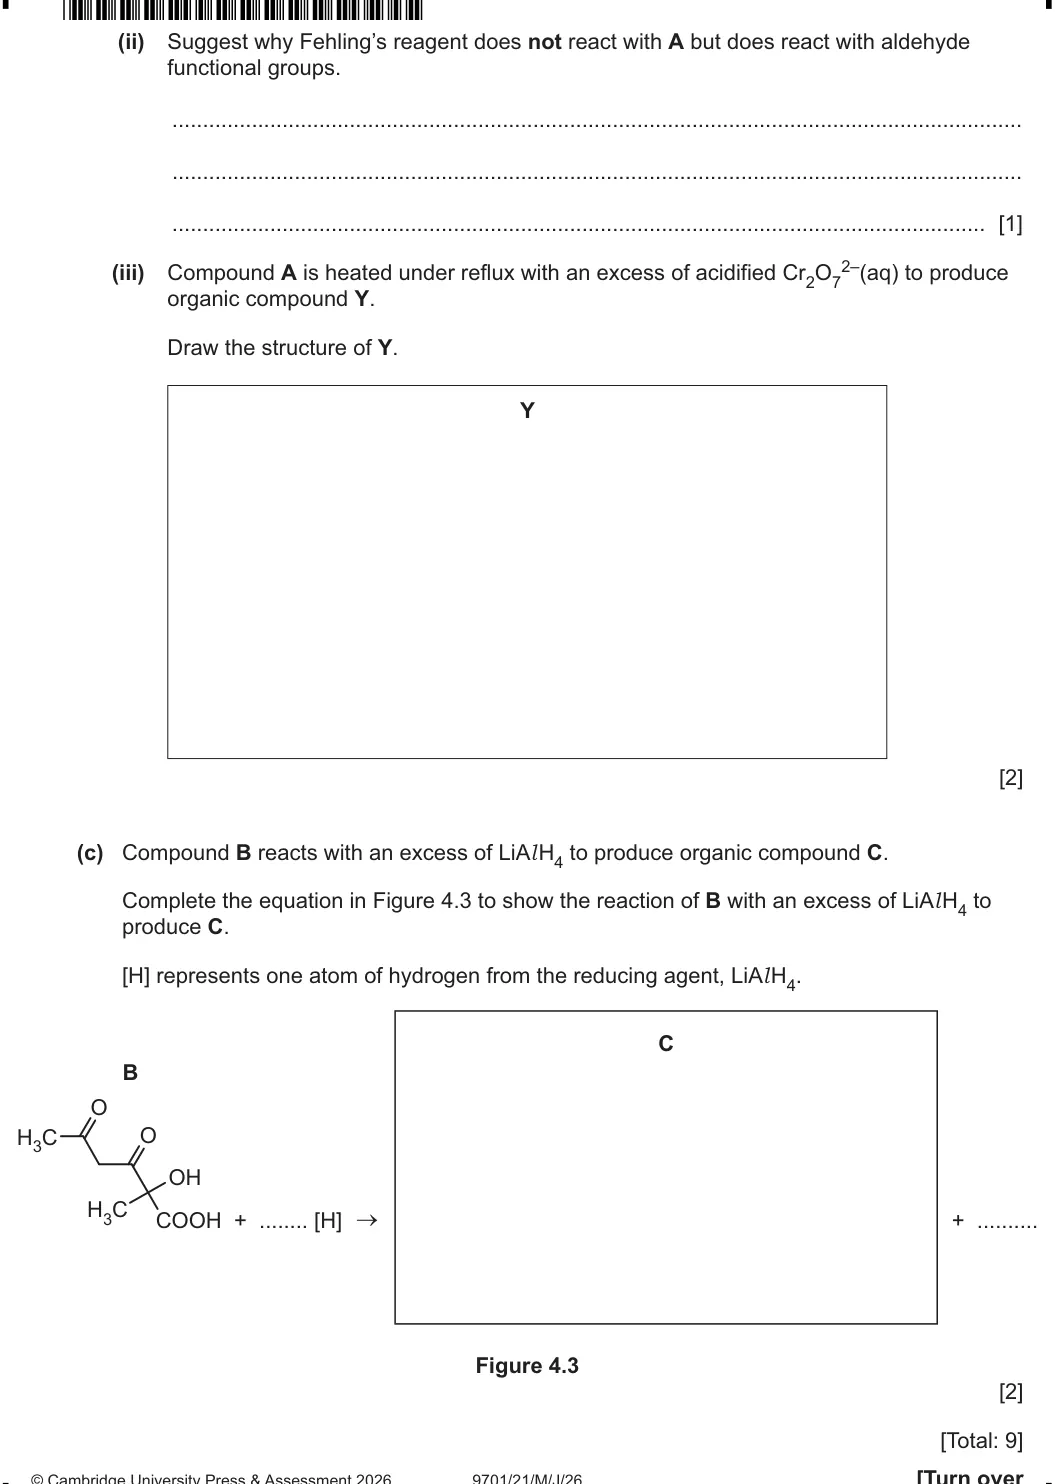 (ii) Suggest why Fehling’s reagent does not react with A but does react with aldehyde
functional groups.
..........................................................................................................................................
..........................................................................................................................................
..................................................................................................................................... [1]
(iii) Compound A is heated under reflux with an excess of acidified Cr₂O₇²⁻(aq) to produce
organic compound Y.
Draw the structure of Y.
Y
[2]
(c) Compound B reacts with an excess of LiAlH₄ to produce organic compound C.
Complete the equation in Figure 4.3 to show the reaction of B with an excess of LiAlH₄ to
produce C.
[H] represents one atom of hydrogen from the reducing agent, LiAlH₄.
C
B
O
H₃C
O
OH
H₃C
COOH + ........ [H] → + ..........
Figure 4.3
[2]
[Total: 9]
© Cambridge University Press & Assessment 2026 9701/21/M/J/26 [Turn over